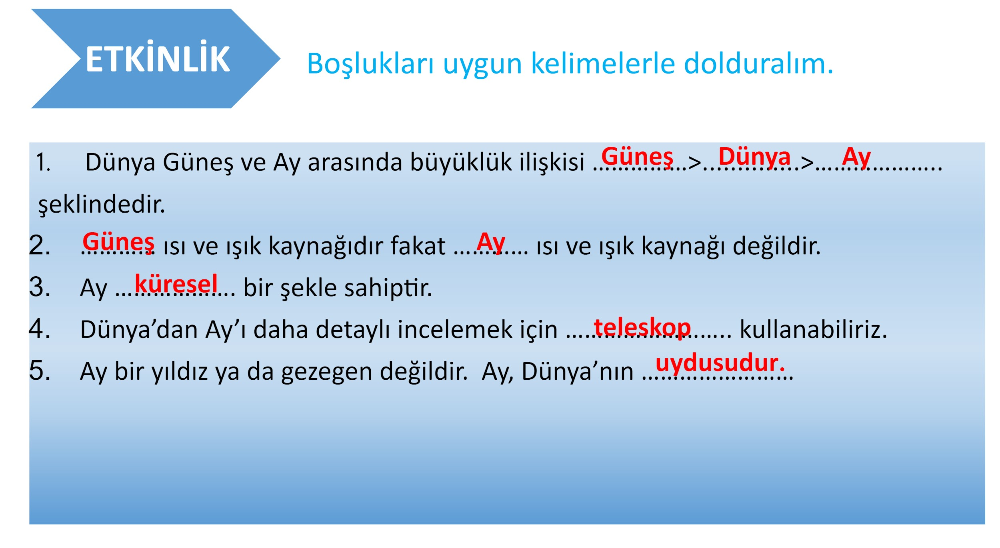 ETKİNLİK
Boşlukları uygun kelimelerle dolduralım.
1. Dünya Güneş ve Ay arasında büyüklük ilişkisi ...Güneş...>...Dünya...>...Ay...
şeklindedir.
2. Güneş ısı ve ışık kaynağıdır fakat ...Ay... ısı ve ışık kaynağı değildir.
3. Ay ...küresel... bir şekle sahiptir.
4. Dünya’dan Ay’ı daha detaylı incelemek için ...teleskop... kullanabiliriz.
5. Ay bir yıldız ya da gezegen değildir. Ay, Dünya’nın ...uydusudur.